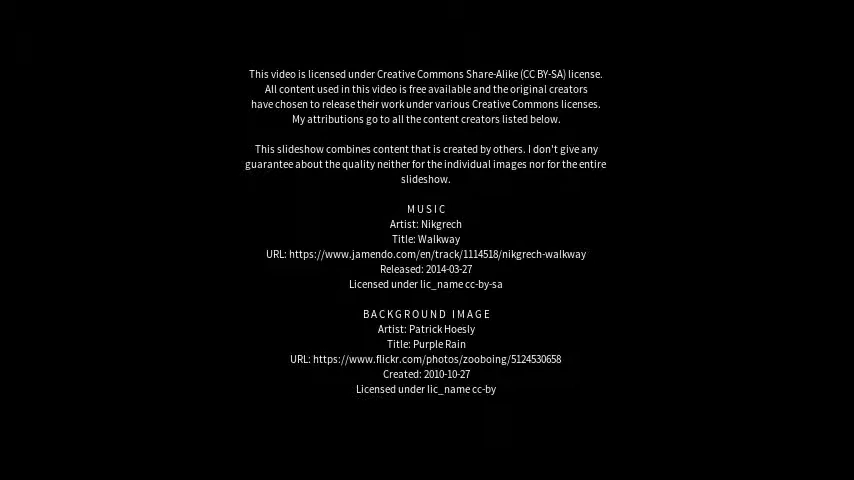 This video is licensed under Creative Commons Share-Alike (CC BY-SA) license.
All content used in this video is free available and the original creators
have chosen to release their work under various Creative Commons licenses.
My attributions go to all the content creators listed below.
This slideshow combines content that is created by others. I don't give any
guarantee about the quality neither for the individual images nor for the entire
slideshow.
MUSIC
Artist: Nikgrech
Title: Walkway
URL: https://www.jamendo.com/en/track/1114518/nikgrech-walkway
Released: 2014-03-27
Licensed under lic_name cc-by-sa
BACKGROUND IMAGE
Artist: Patrick Hoesly
Title: Purple Rain
URL: https://www.flickr.com/photos/zooboing/5124530658
Created: 2010-10-27
Licensed under lic_name cc-by